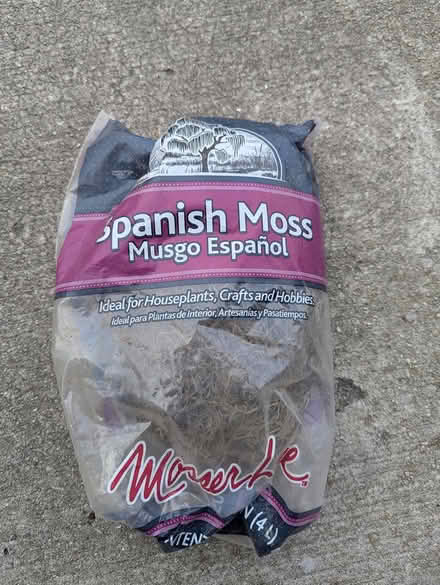 Spanish Moss
Musgo Español
Ideal for Houseplants, Crafts and Hobbies
Ideal para Plantas de Interior, Artesanías y Pasatiempos
Mosser Le
(4 L)